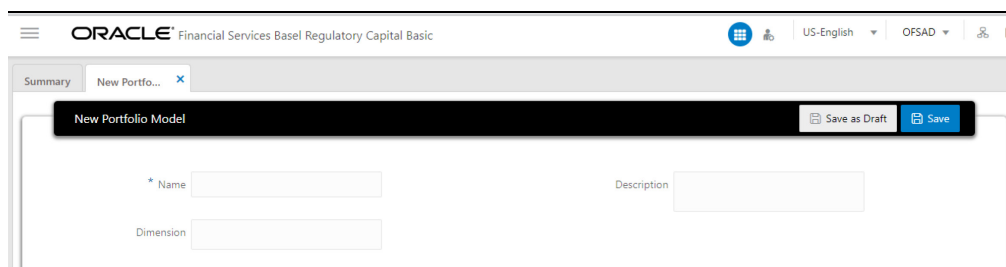 ORACLE® Financial Services Basel Regulatory Capital Basic US-English OFSAD
Summary New Portfo... ×
New Portfolio Model Save as Draft Save
* Name Description
Dimension